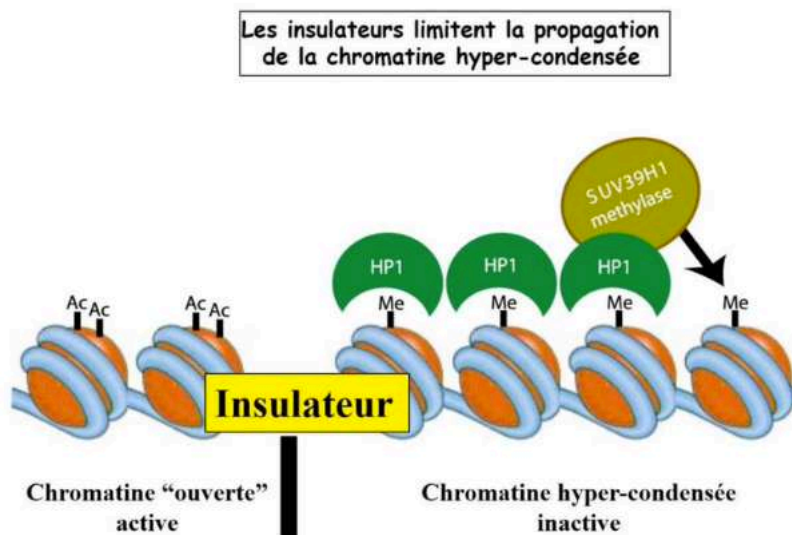 Les insulateurs limitent la propagation
de la chromatine hyper-condensée
SUV39H1
methylase
HP1
HP1
HP1
Ac
Ac
Ac
Ac
Me
Me
Me
Me
Insulateur
Chromatine “ouverte”
active
Chromatine hyper-condensée
inactive